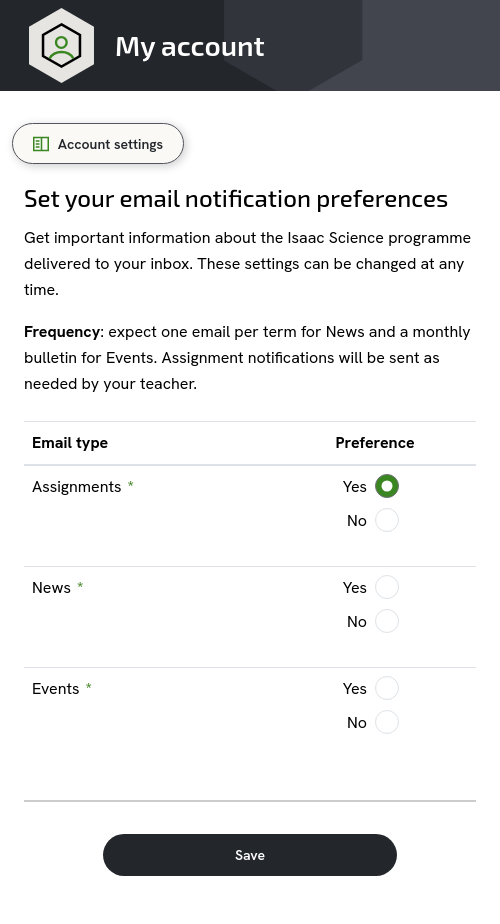 My account
Account settings
Set your email notification preferences
Get important information about the Isaac Science programme
delivered to your inbox. These settings can be changed at any
time.
Frequency: expect one email per term for News and a monthly
bulletin for Events. Assignment notifications will be sent as
needed by your teacher.
Email type Preference
Assignments * Yes
No
News * Yes
No
Events * Yes
No
Save